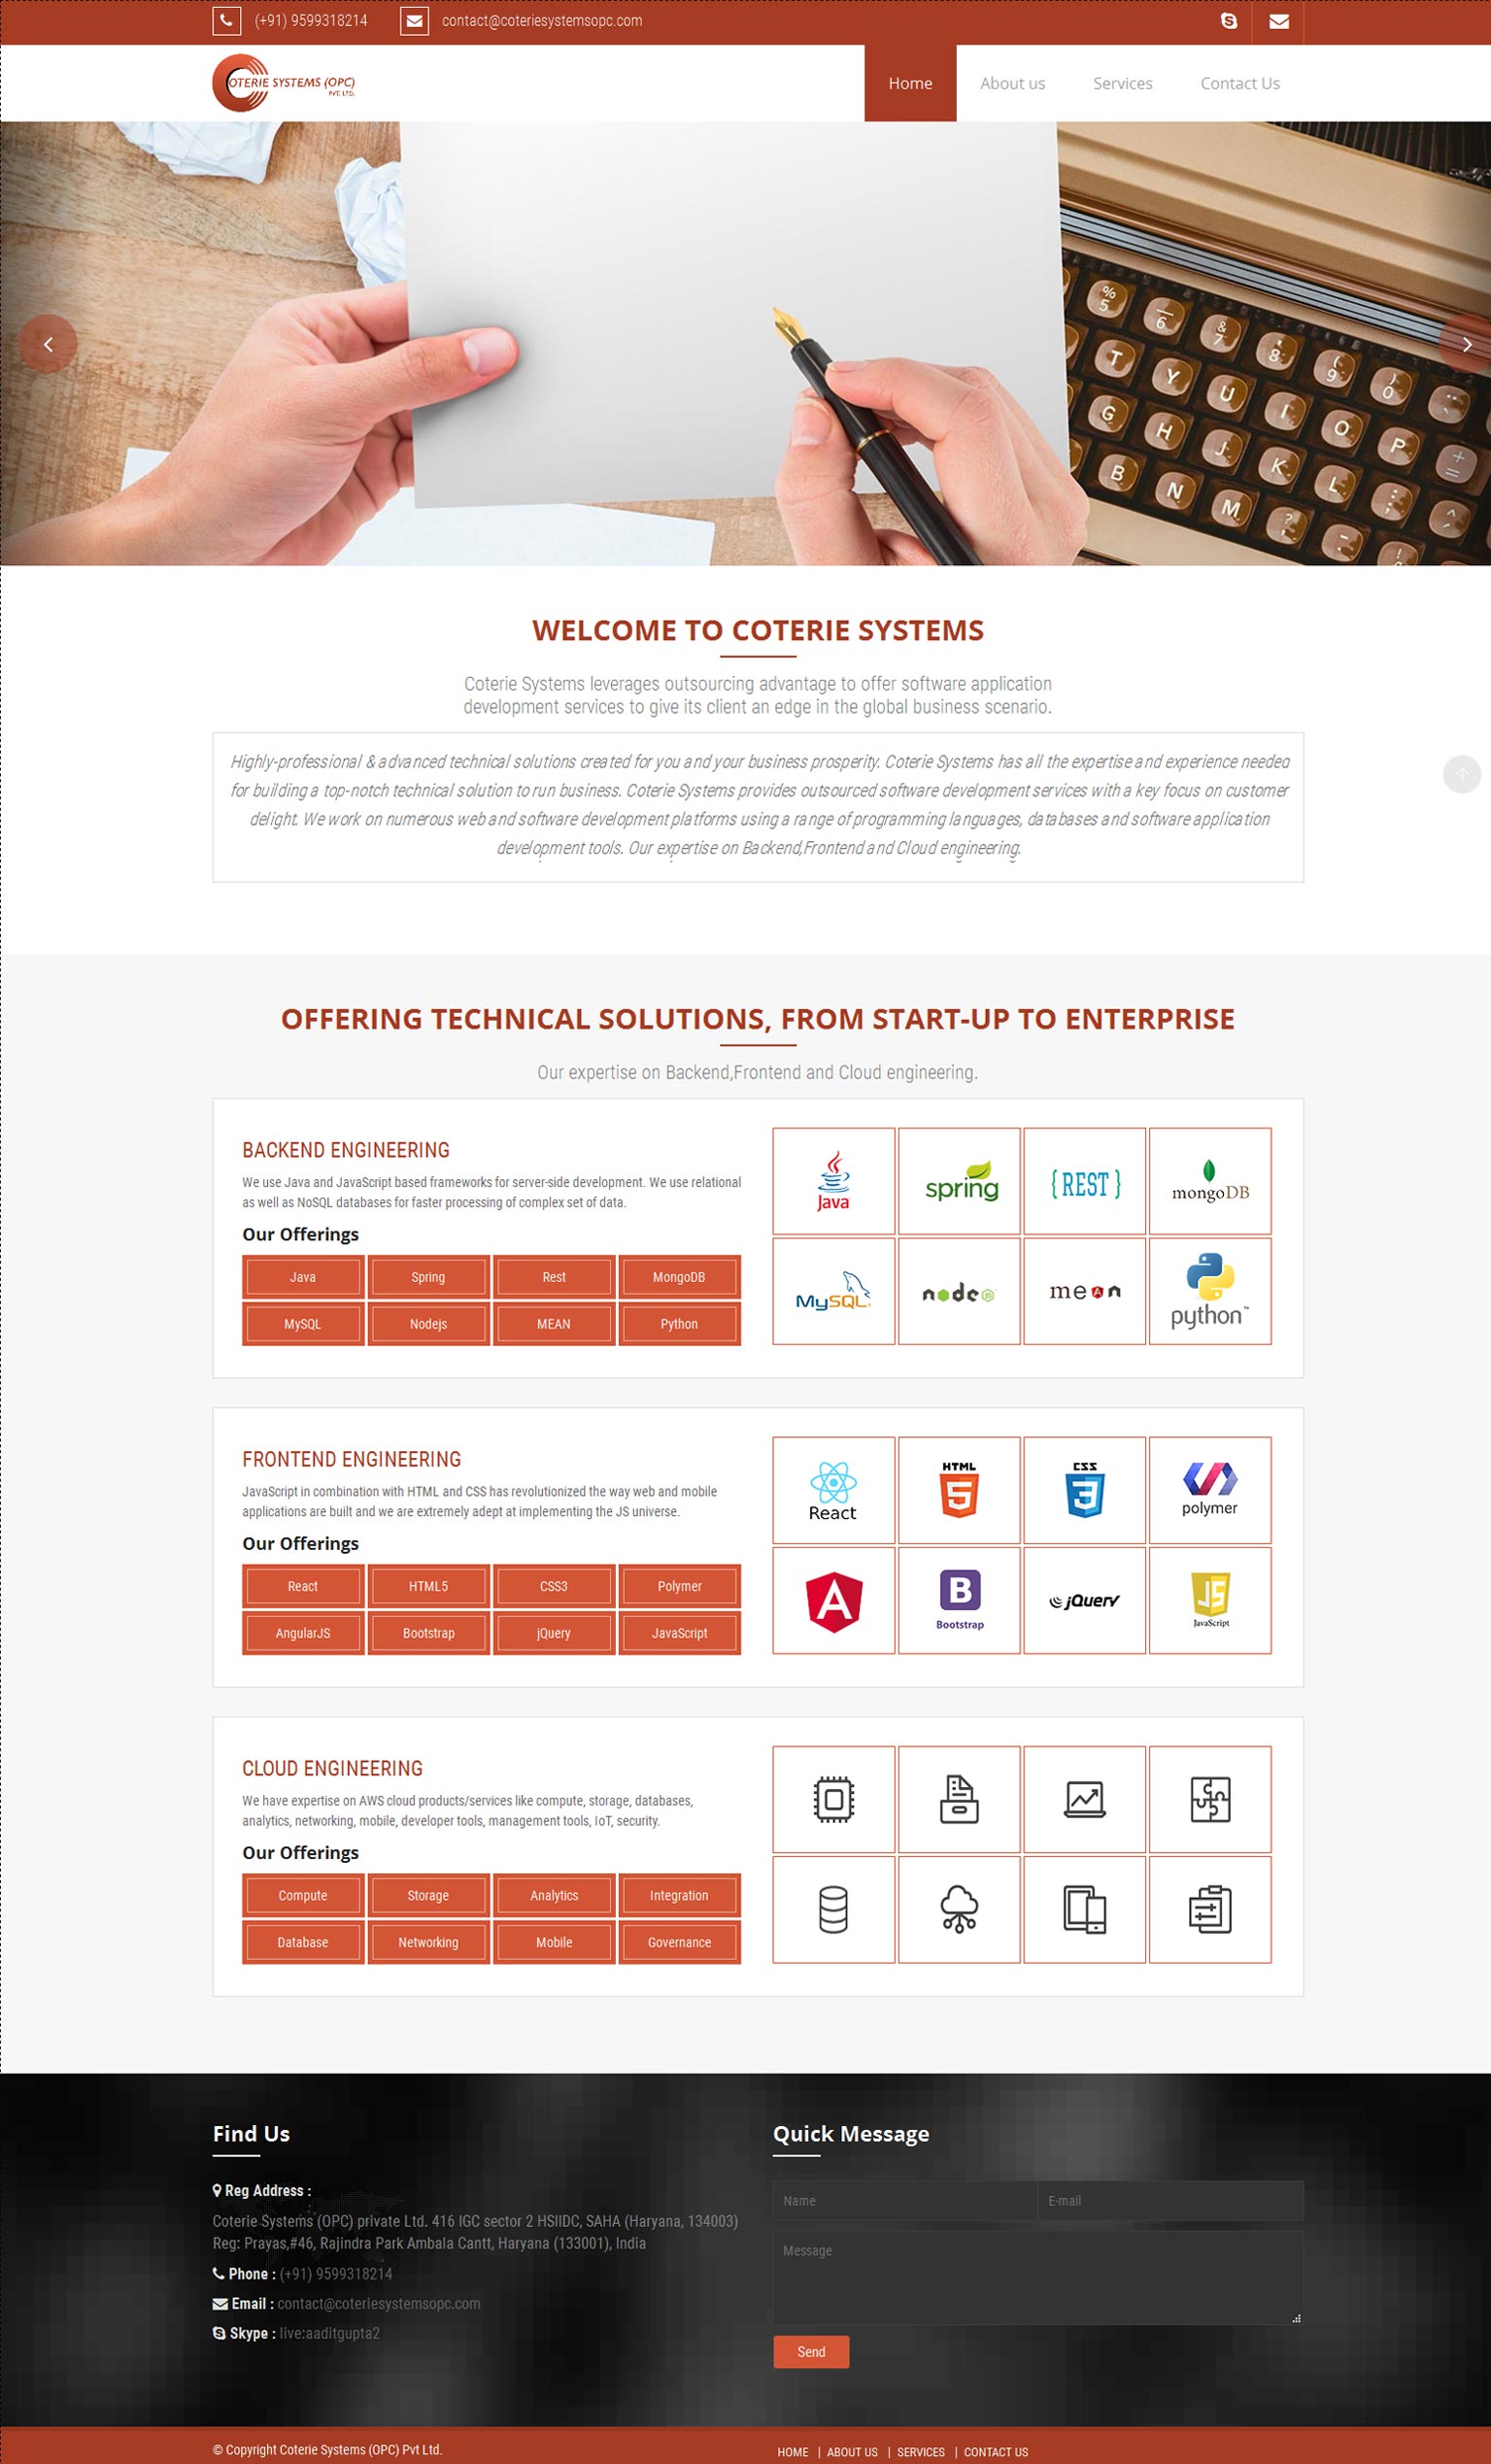 (+91) 9599318214 contact@coteriesystemsopc.com
COTERIE SYSTEMS (OPC)
PVT. LTD.
Home About us Services Contact Us
% 5 — 6 & 7 ' 8 ( 9 ) 0
T Y U I O P + =
G H J K L ; :
B N M ?
WELCOME TO COTERIE SYSTEMS
Coterie Systems leverages outsourcing advantage to offer software application
development services to give its client an edge in the global business scenario.
Highly-professional & advanced technical solutions created for you and your business prosperity. Coterie Systems has all the expertise and experience needed
for building a top-notch technical solution to run business. Coterie Systems provides outsourced software development services with a key focus on customer
delight. We work on numerous web and software development platforms using a range of programming languages, databases and software application
development tools. Our expertise on Backend,Frontend and Cloud engineering.
OFFERING TECHNICAL SOLUTIONS, FROM START-UP TO ENTERPRISE
Our expertise on Backend,Frontend and Cloud engineering.
BACKEND ENGINEERING
We use Java and JavaScript based frameworks for server-side development. We use relational
as well as NoSQL databases for faster processing of complex set of data.
Our Offerings
Java Spring Rest MongoDB
MySQL Nodejs MEAN Python
Java spring {REST} mongoDB
MySQL node JS mean python™
FRONTEND ENGINEERING
JavaScript in combination with HTML and CSS has revolutionized the way web and mobile
applications are built and we are extremely adept at implementing the JS universe.
Our Offerings
React HTML5 CSS3 Polymer
AngularJS Bootstrap jQuery JavaScript
React HTML 5 CSS 3 polymer
A B Bootstrap jQuery JS JavaScript
CLOUD ENGINEERING
We have expertise on AWS cloud products/services like compute, storage, databases,
analytics, networking, mobile, developer tools, management tools, IoT, security.
Our Offerings
Compute Storage Analytics Integration
Database Networking Mobile Governance
Find Us
Reg Address :
Coterie Systems (OPC) private Ltd. 416 IGC sector 2 HSIIDC, SAHA (Haryana, 134003)
Reg: Prayas,#46, Rajindra Park Ambala Cantt, Haryana (133001), India
Phone : (+91) 9599318214
Email : contact@coteriesystemsopc.com
Skype : live:aaditgupta2
Quick Message
Name E-mail
Message
Send
© Copyright Coterie Systems (OPC) Pvt Ltd.
HOME | ABOUT US | SERVICES | CONTACT US